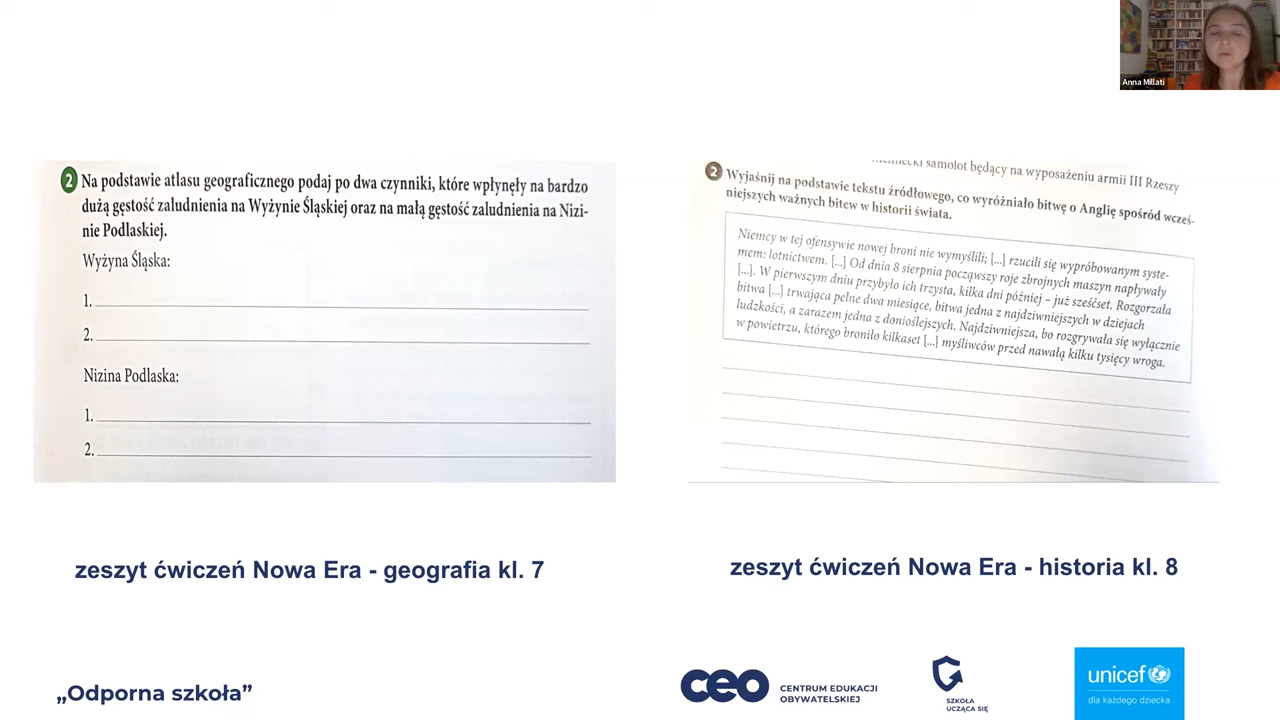 Anna Millati
2 Na podstawie atlasu geograficznego podaj po dwa czynniki, które wpłynęły na bardzo
dużą gęstość zaludnienia na Wyżynie Śląskiej oraz na małą gęstość zaludnienia na Nizi-
nie Podlaskiej.
Wyżyna Śląska:
1.
2.
Nizina Podlaska:
1.
2.
samolot będący na wyposażeniu armii III Rzeszy
2 Wyjaśnij na podstawie tekstu źródłowego, co wyróżniało bitwę o Anglię spośród wcześ-
niejszych ważnych bitew w historii świata.
Niemcy w tej ofensywie nowej broni nie wymyślili; [...] rzucili się wypróbowanym syste-
mem: lotnictwem. [...] Od dnia 8 sierpnia począwszy roje zbrojnych maszyn napływały
[...]. W pierwszym dniu przybyło ich trzysta, kilka dni później – już sześćset. Rozgorzała
bitwa [...] trwająca pełne dwa miesiące, bitwa jedna z najdziwniejszych w dziejach
ludzkości, a zarazem jedna z donioślejszych. Najdziwniejsza, bo rozgrywała się wyłącznie
w powietrzu, którego broniło kilkaset [...] myśliwców przed nawałą kilku tysięcy wroga.
zeszyt ćwiczeń Nowa Era - geografia kl. 7
zeszyt ćwiczeń Nowa Era - historia kl. 8
„Odporna szkoła”
ceo CENTRUM EDUKACJI
OBYWATELSKIEJ
SZKOŁA
UCZĄCA SIĘ
unicef
dla każdego dziecka